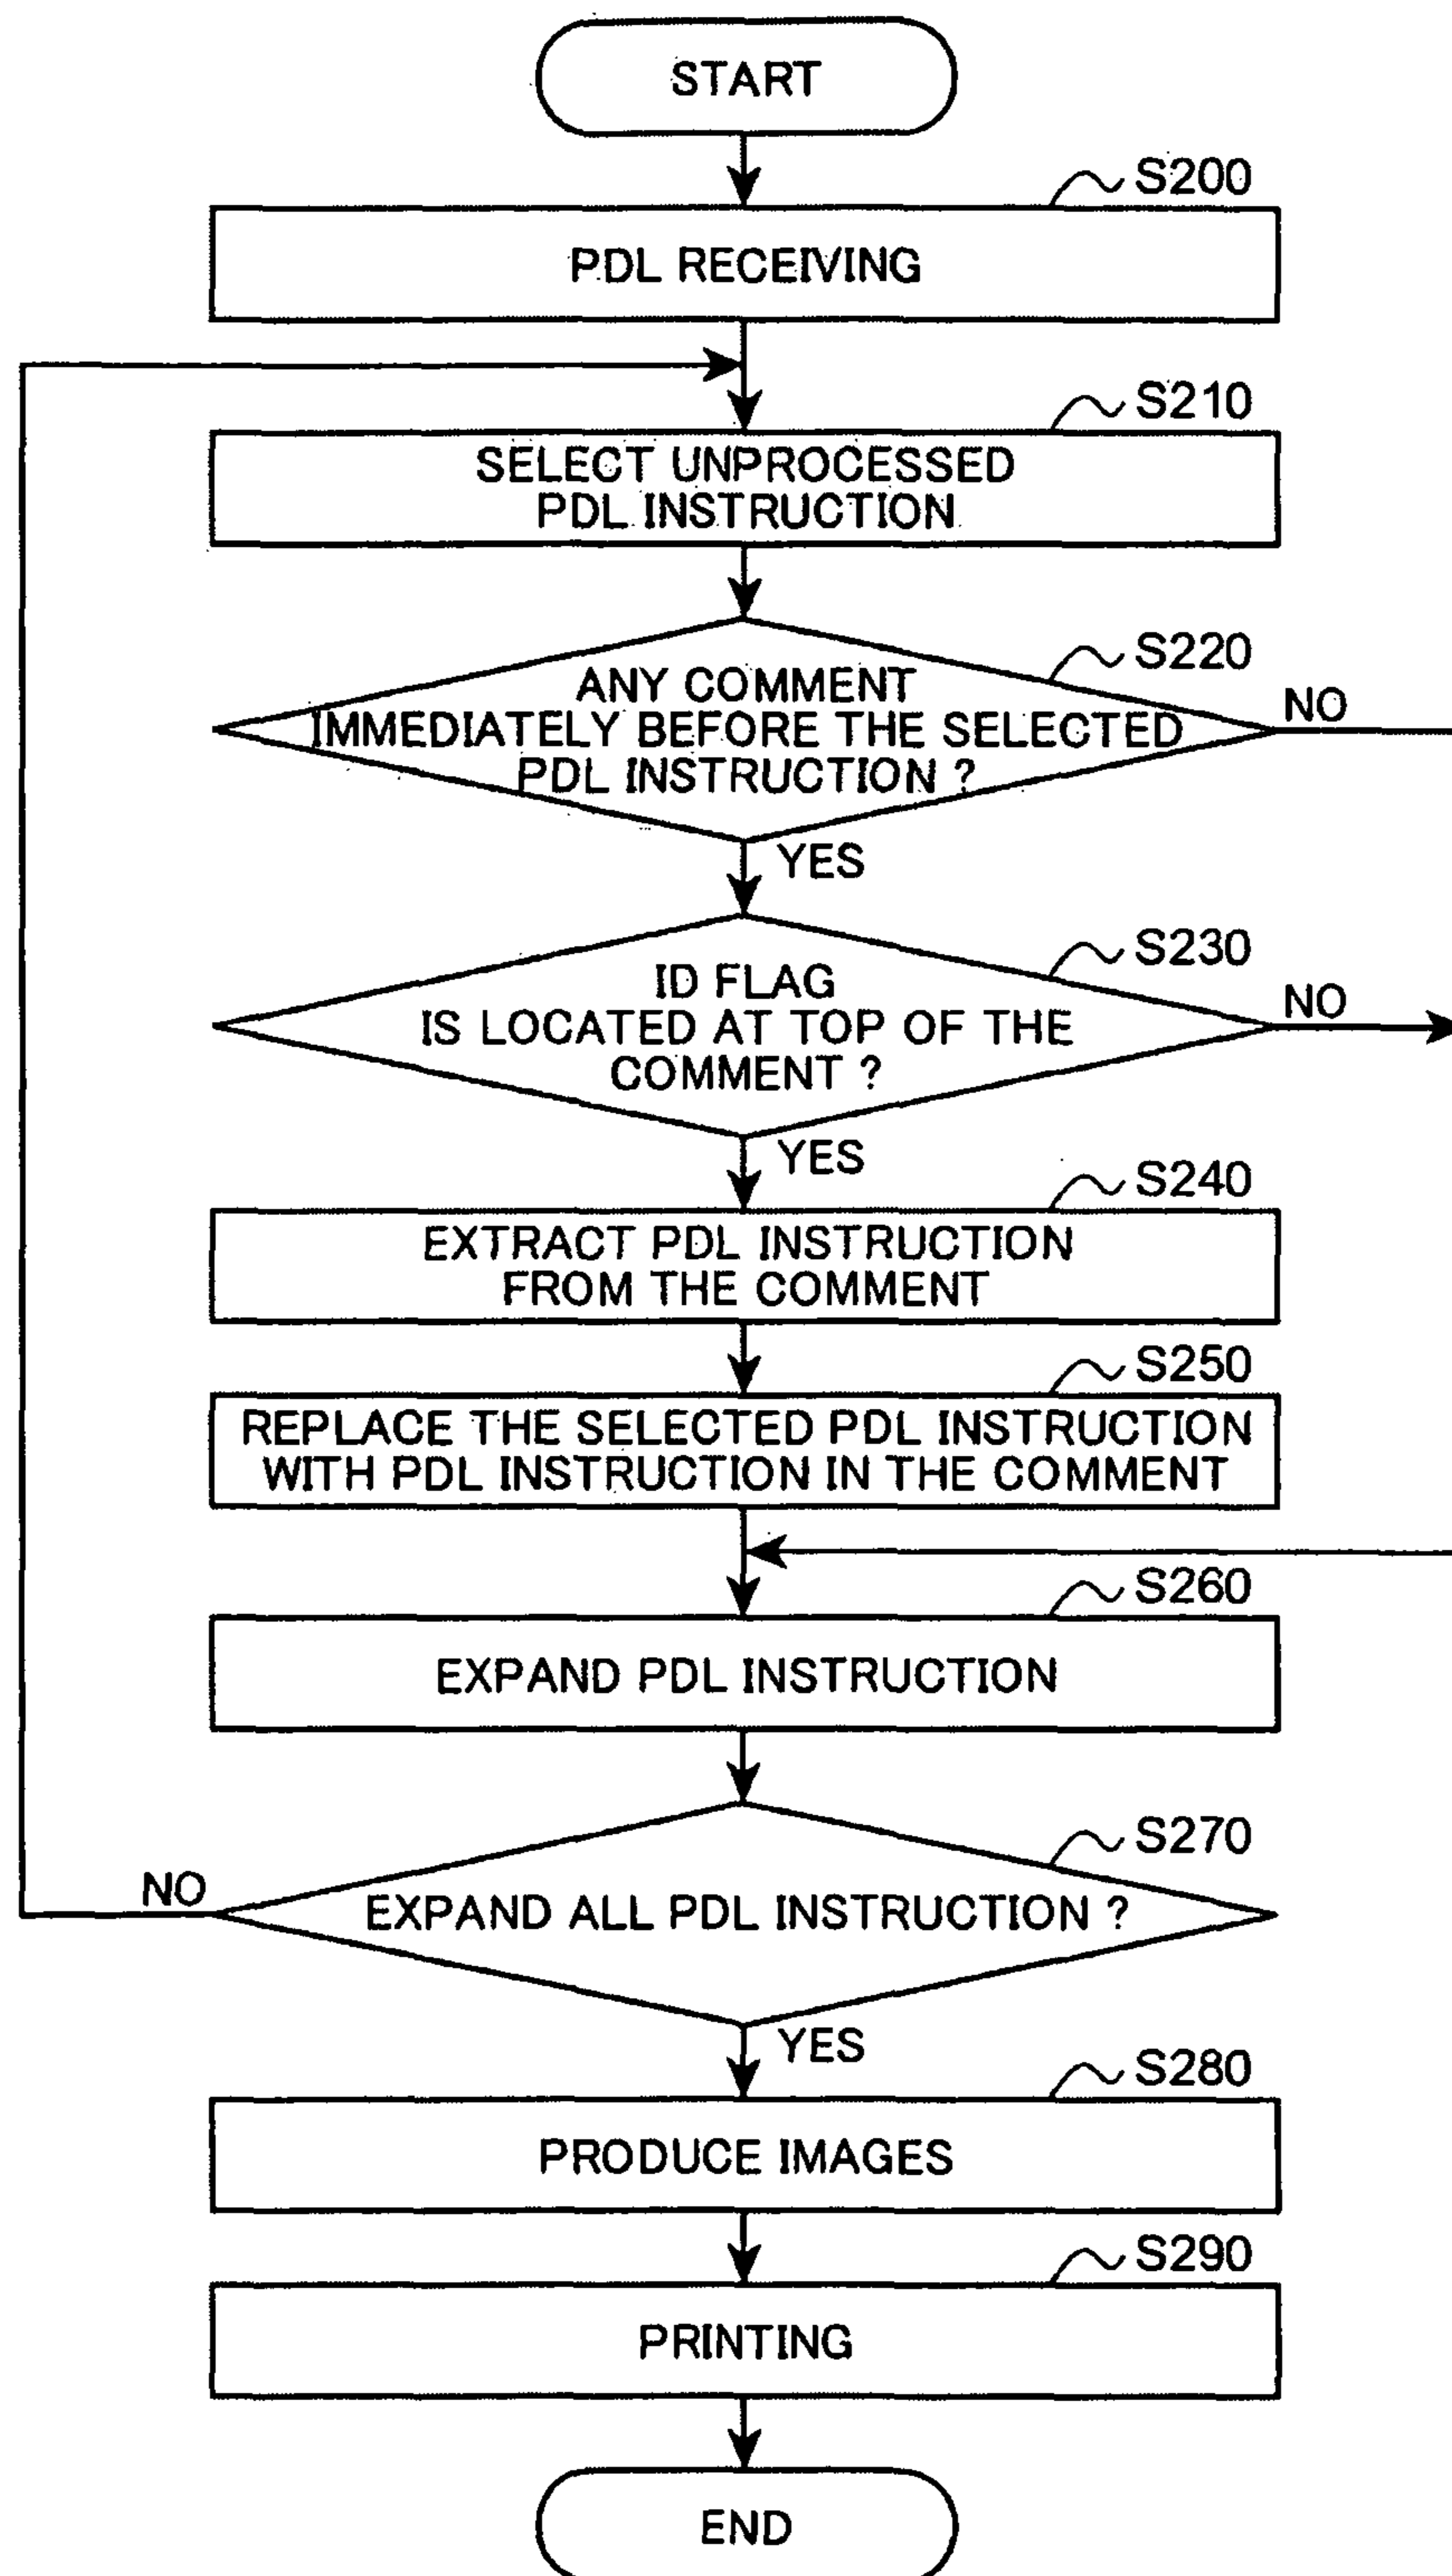 START
S200
PDL RECEIVING
S210
SELECT UNPROCESSED
PDL INSTRUCTION
S220
ANY COMMENT
IMMEDIATELY BEFORE THE SELECTED
PDL INSTRUCTION ?
NO
YES
S230
ID FLAG
IS LOCATED AT TOP OF THE
COMMENT ?
NO
YES
S240
EXTRACT PDL INSTRUCTION
FROM THE COMMENT
S250
REPLACE THE SELECTED PDL INSTRUCTION
WITH PDL INSTRUCTION IN THE COMMENT
S260
EXPAND PDL INSTRUCTION
S270
NO
EXPAND ALL PDL INSTRUCTION ?
YES
S280
PRODUCE IMAGES
S290
PRINTING
END